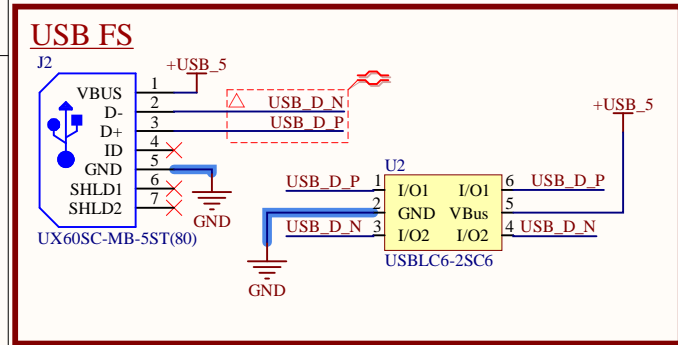 USB FS
J2
+USB_5
VBUS 1
D- 2 USB_D_N
D+ 3 USB_D_P
ID 4
GND 5
SHLD1 6
SHLD2 7
GND
UX60SC-MB-5ST(80)
+USB_5
U2
USB_D_P 1 I/O1 I/O1 6 USB_D_P
2 GND VBus 5
USB_D_N 3 I/O2 I/O2 4 USB_D_N
USBLC6-2SC6
GND